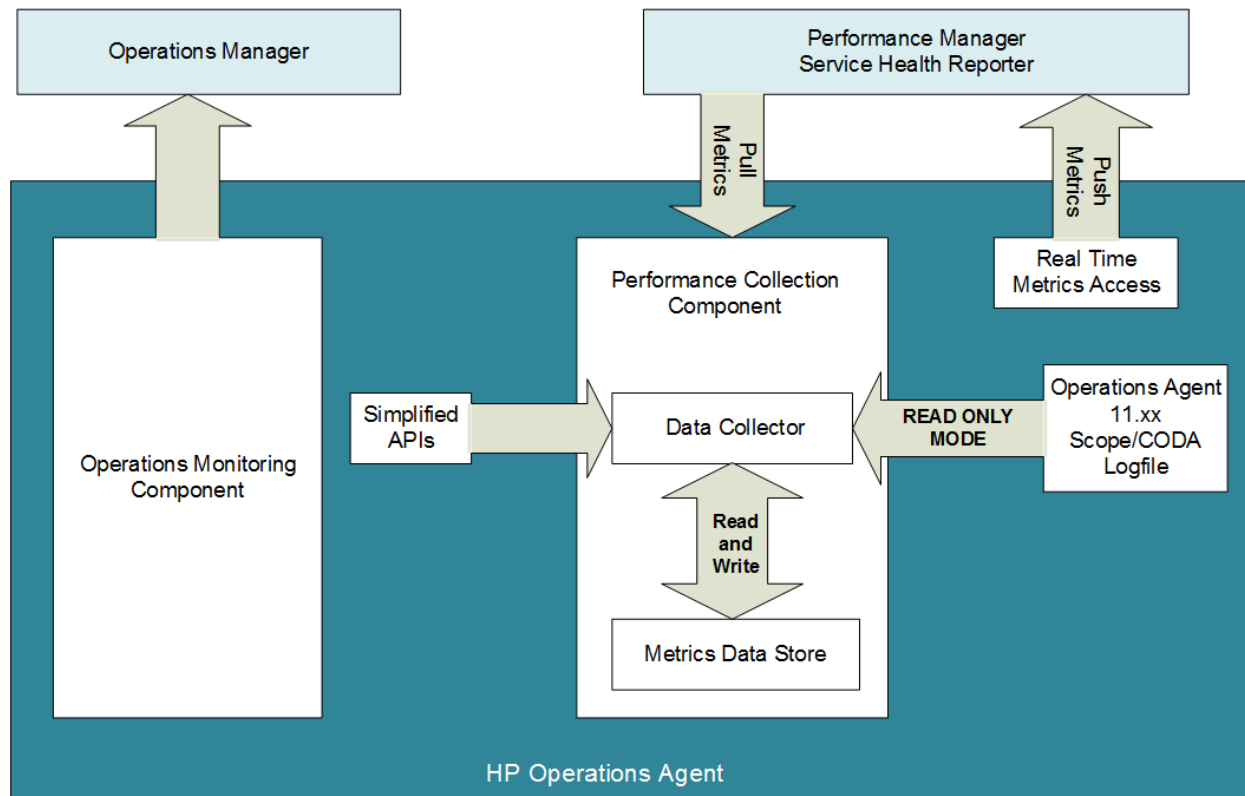 Operations Manager
Performance Manager
Service Health Reporter
Pull
Metrics
Push
Metrics
Real Time
Metrics Access
Performance Collection
Component
Simplified
APIs
Data Collector
READ ONLY
MODE
Operations Agent
11.xx
Scope/CODA
Logfile
Operations Monitoring
Component
Read
and
Write
Metrics Data Store
HP Operations Agent